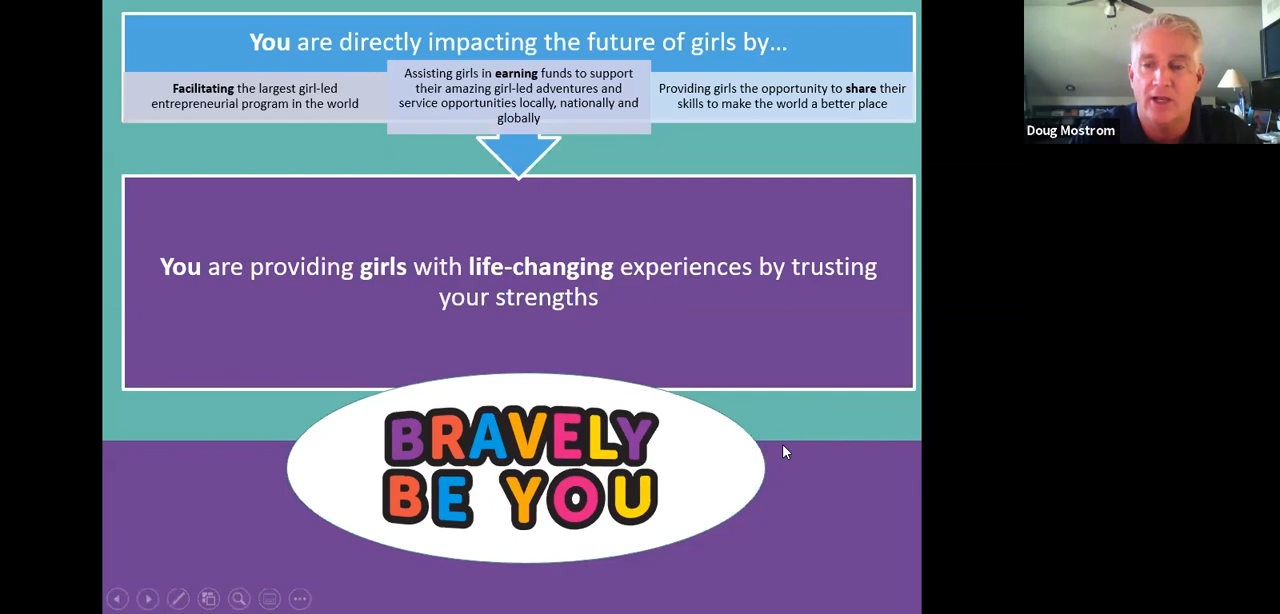 You are directly impacting the future of girls by...
Facilitating the largest girl-led
entrepreneurial program in the world
Assisting girls in earning funds to support
their amazing girl-led adventures and
service opportunities locally, nationally and
globally
Providing girls the opportunity to share their
skills to make the world a better place
You are providing girls with life-changing experiences by trusting
your strengths
BRAVELY
BE YOU
Doug Mostrom